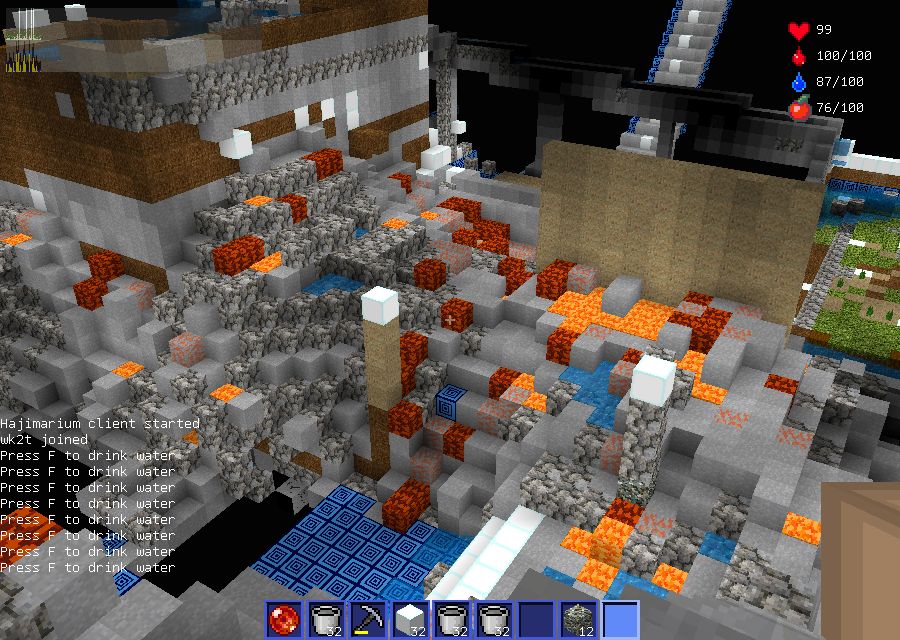 99
100/100
87/100
76/100
Hajimarium client started
wk2t joined
Press F to drink water
Press F to drink water
Press F to drink water
Press F to drink water
Press F to drink water
Press F to drink water
Press F to drink water
Press F to drink water
32 32 32 32 12